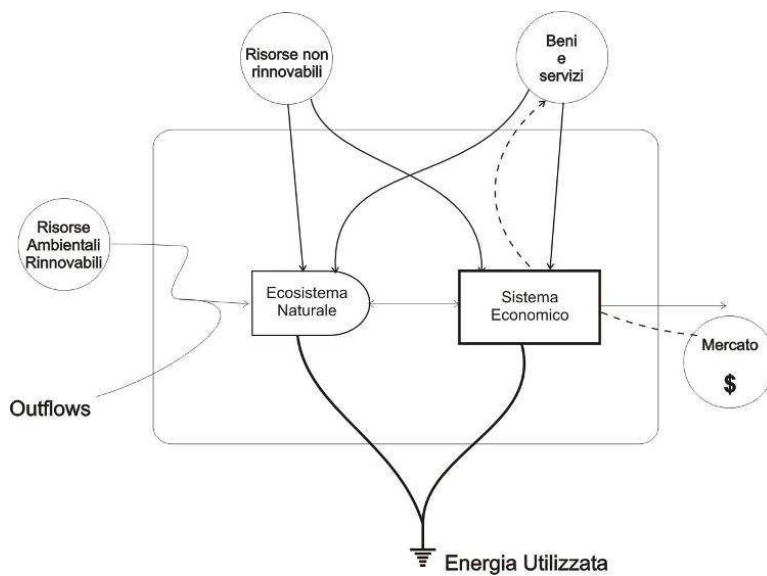 Risorse non
rinnovabili
Beni
e
servizi
Risorse
Ambientali
Rinnovabili
Ecosistema
Naturale
Sistema
Economico
Mercato
$
Outflows
Energia Utilizzata